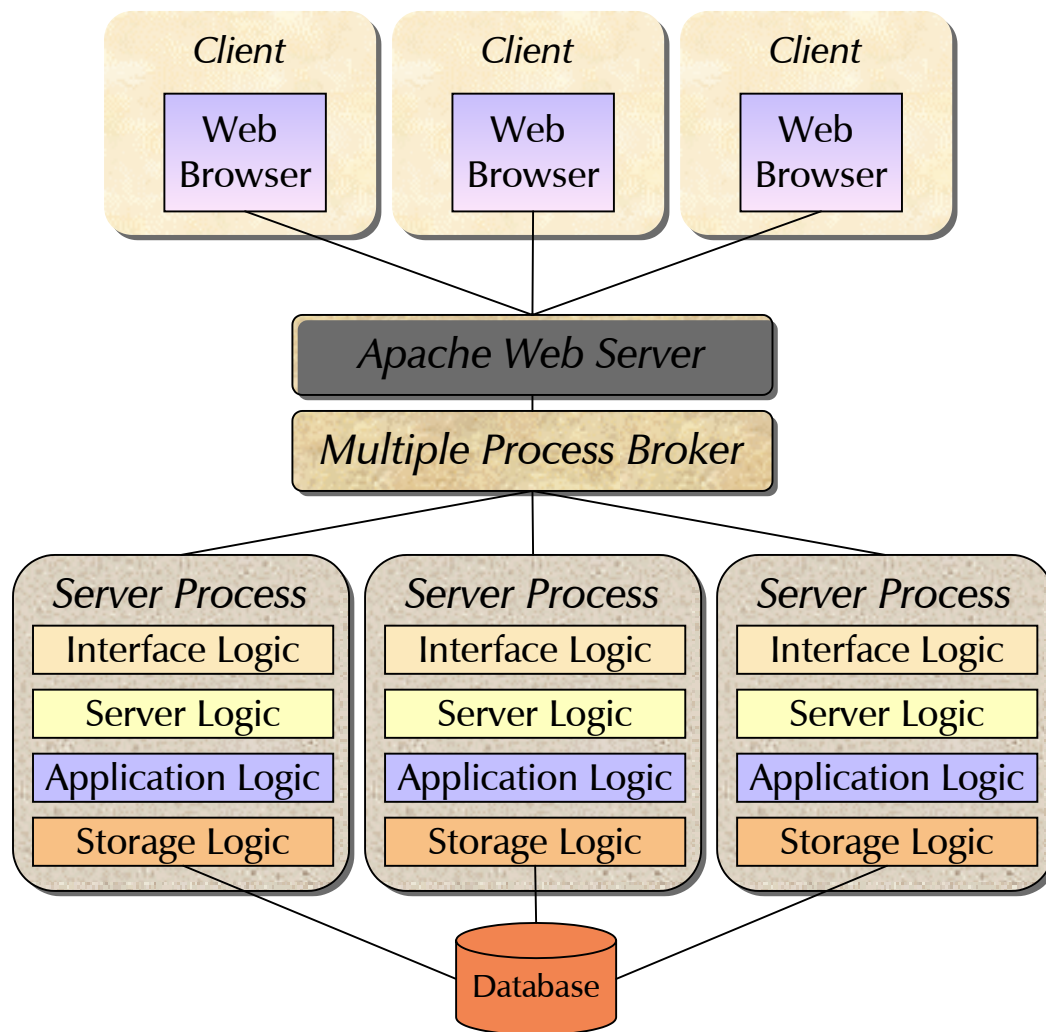 Client
Client
Client
Web
Browser
Web
Browser
Web
Browser
Apache Web Server
Multiple Process Broker
Server Process
Interface Logic
Server Logic
Application Logic
Storage Logic
Server Process
Interface Logic
Server Logic
Application Logic
Storage Logic
Server Process
Interface Logic
Server Logic
Application Logic
Storage Logic
Database